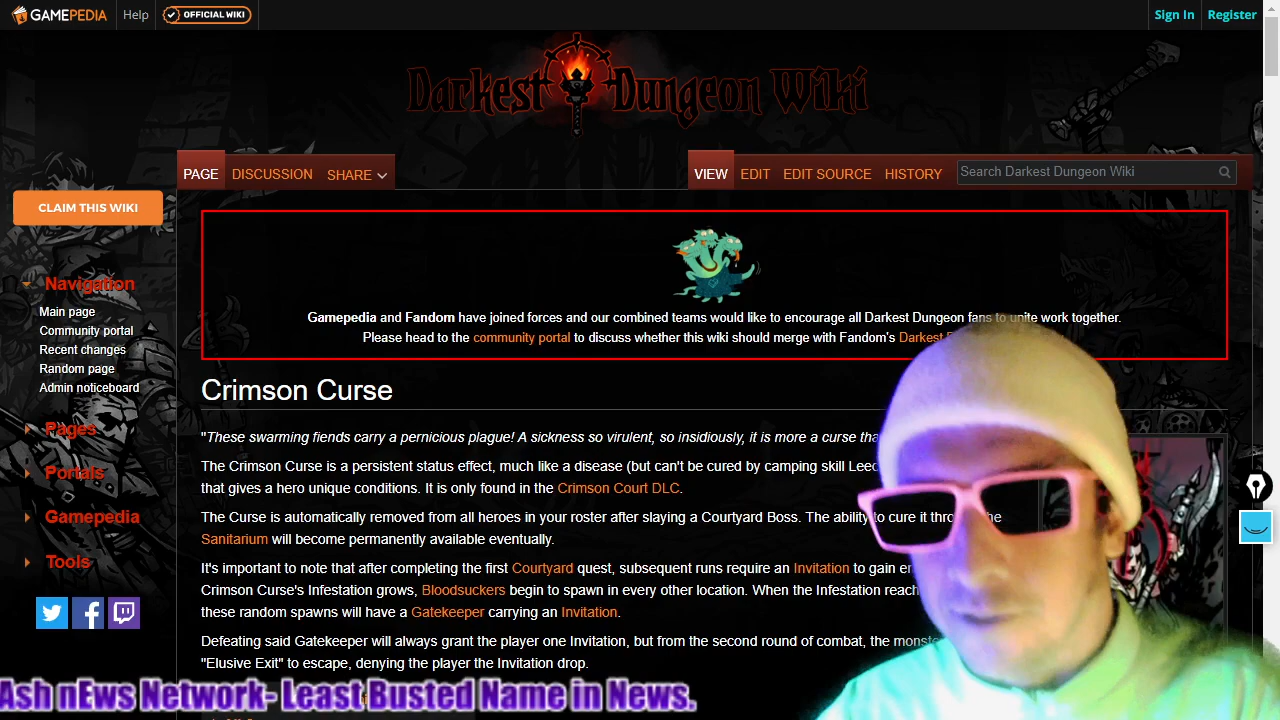 GAMEPEDIA
Help
OFFICIAL WIKI
Sign In
Register
Darkest Dungeon Wiki
PAGE
DISCUSSION
SHARE
VIEW
EDIT
EDIT SOURCE
HISTORY
Search Darkest Dungeon Wiki
CLAIM THIS WIKI
Navigation
Main page
Community portal
Recent changes
Random page
Admin noticeboard
Pages
Portals
Gamepedia
Tools
Gamepedia and Fandom have joined forces and our combined teams would like to encourage all Darkest Dungeon fans to unite work together.
Please head to the community portal to discuss whether this wiki should merge with Fandom's Darkest
Crimson Curse
"These swarming fiends carry a pernicious plague! A sickness so virulent, so insidiously, it is more a curse
The Crimson Curse is a persistent status effect, much like a disease (but can't be cured by camping skill
that gives a hero unique conditions. It is only found in the Crimson Court DLC.
The Curse is automatically removed from all heroes in your roster after slaying a Courtyard Boss. The ability to cure it
Sanitarium will become permanently available eventually.
It's important to note that after completing the first Courtyard quest, subsequent runs require an Invitation to gain
Crimson Curse's Infestation grows, Bloodsuckers begin to spawn in every other location. When the Infestation
these random spawns will have a Gatekeeper carrying an Invitation.
Defeating said Gatekeeper will always grant the player one Invitation, but from the second round of combat, the
"Elusive Exit" to escape, denying the player the Invitation drop.
Ash nEws Network- Least Busted Name in News.